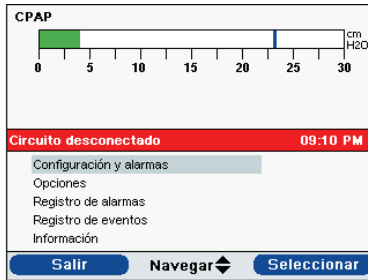 CPAP
cm
H2O
0 5 10 15 20 25 30
Circuito desconectado 09:10 PM
Configuración y alarmas
Opciones
Registro de alarmas
Registro de eventos
Información
Salir Navegar Seleccionar